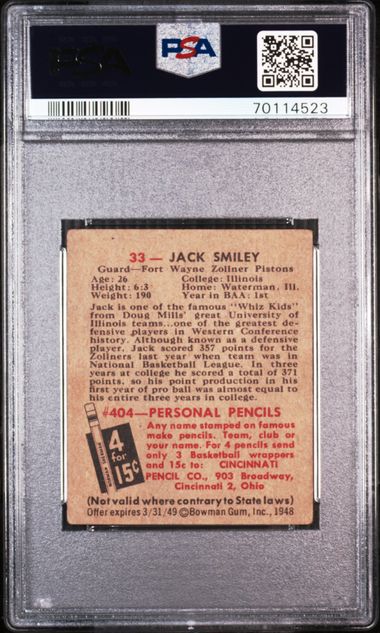 PSA
PSA
70114523
33 — JACK SMILEY
Guard—Fort Wayne Zollner Pistons
Age: 26 College: Illinois
Height: 6:3 Home: Waterman, Ill.
Weight: 190 Year in BAA: 1st
Jack is one of the famous "Whiz Kids"
from Doug Mills' great University of
Illinois teams...one of the greatest de-
fensive players in Western Conference
history. Although known as a defensive
player, Jack scored 357 points for the
Zollners last year when team was in
National Basketball League. In three
years at college he scored a total of 371
points, so his point production in his
first year of pro ball was almost equal to
his entire three years in college.
#404—PERSONAL PENCILS
Any name stamped on famous
make pencils. Team, club or
your name. For 4 pencils send
only 3 Basketball wrappers
and 15c to: CINCINNATI
PENCIL CO., 903 Broadway,
Cincinnati 2, Ohio
4
for
15¢
(Not valid where contrary to State laws)
Offer expires 3/31/49 ©Bowman Gum, Inc., 1948